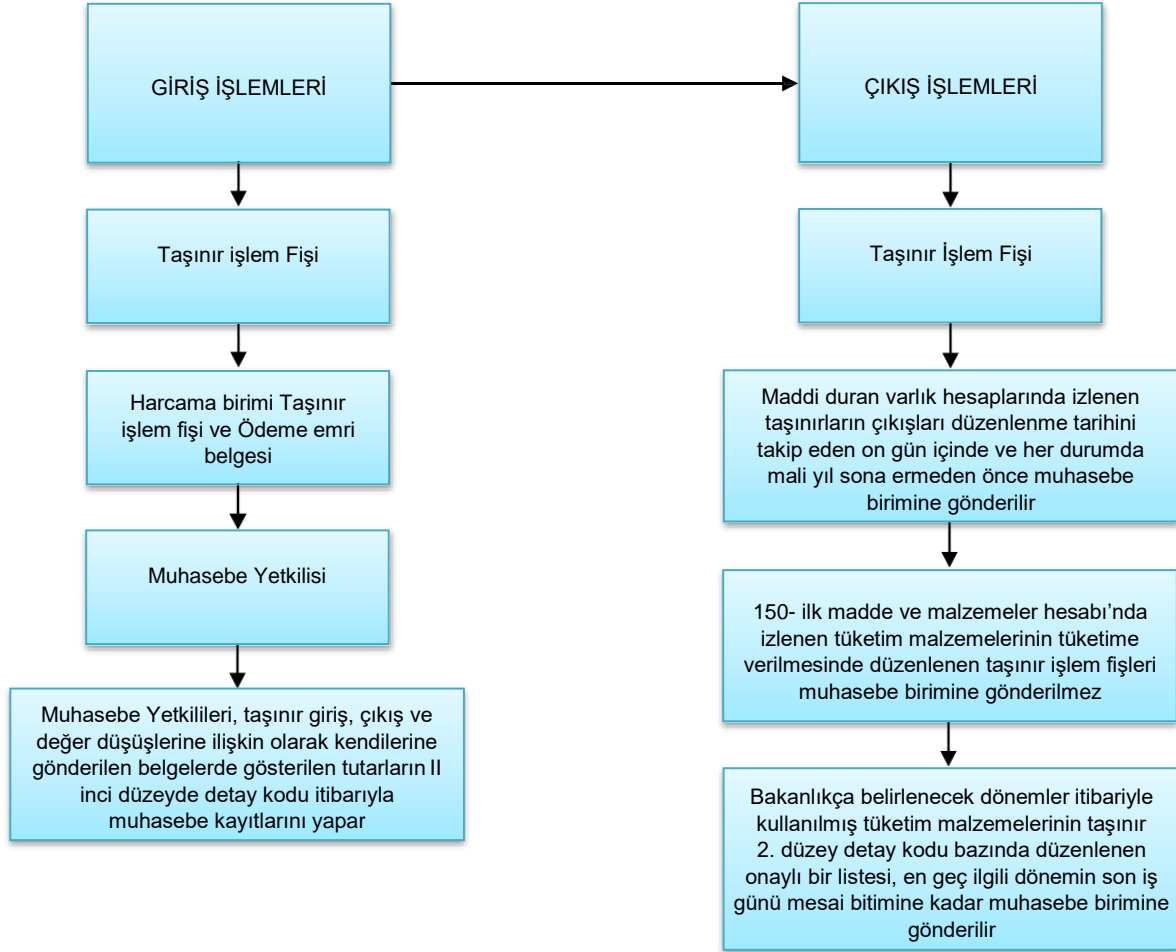 GİRİŞ İŞLEMLERİ
Taşınır işlem Fişi
Harcama birimi Taşınır
işlem fişi ve Ödeme emri
belgesi
Muhasebe Yetkilisi
Muhasebe Yetkilileri, taşınır giriş, çıkış ve
değer düşüşlerine ilişkin olarak kendilerine
gönderilen belgelerde gösterilen tutarların II
inci düzeyde detay kodu itibarıyla
muhasebe kayıtlarını yapar
ÇIKIŞ İŞLEMLERİ
Taşınır İşlem Fişi
Maddi duran varlık hesaplarında izlenen
taşınırların çıkışları düzenlenme tarihini
takip eden on gün içinde ve her durumda
mali yıl sona ermeden önce muhasebe
birimine gönderilir
150- ilk madde ve malzemeler hesabı’nda
izlenen tüketim malzemelerinin tüketime
verilmesinde düzenlenen taşınır işlem fişleri
muhasebe birimine gönderilmez
Bakanlıkça belirlenecek dönemler itibariyle
kullanılmış tüketim malzemelerinin taşınır
2. düzey detay kodu bazında düzenlenen
onaylı bir listesi, en geç ilgili dönemin son iş
günü mesai bitimine kadar muhasebe birimine
gönderilir